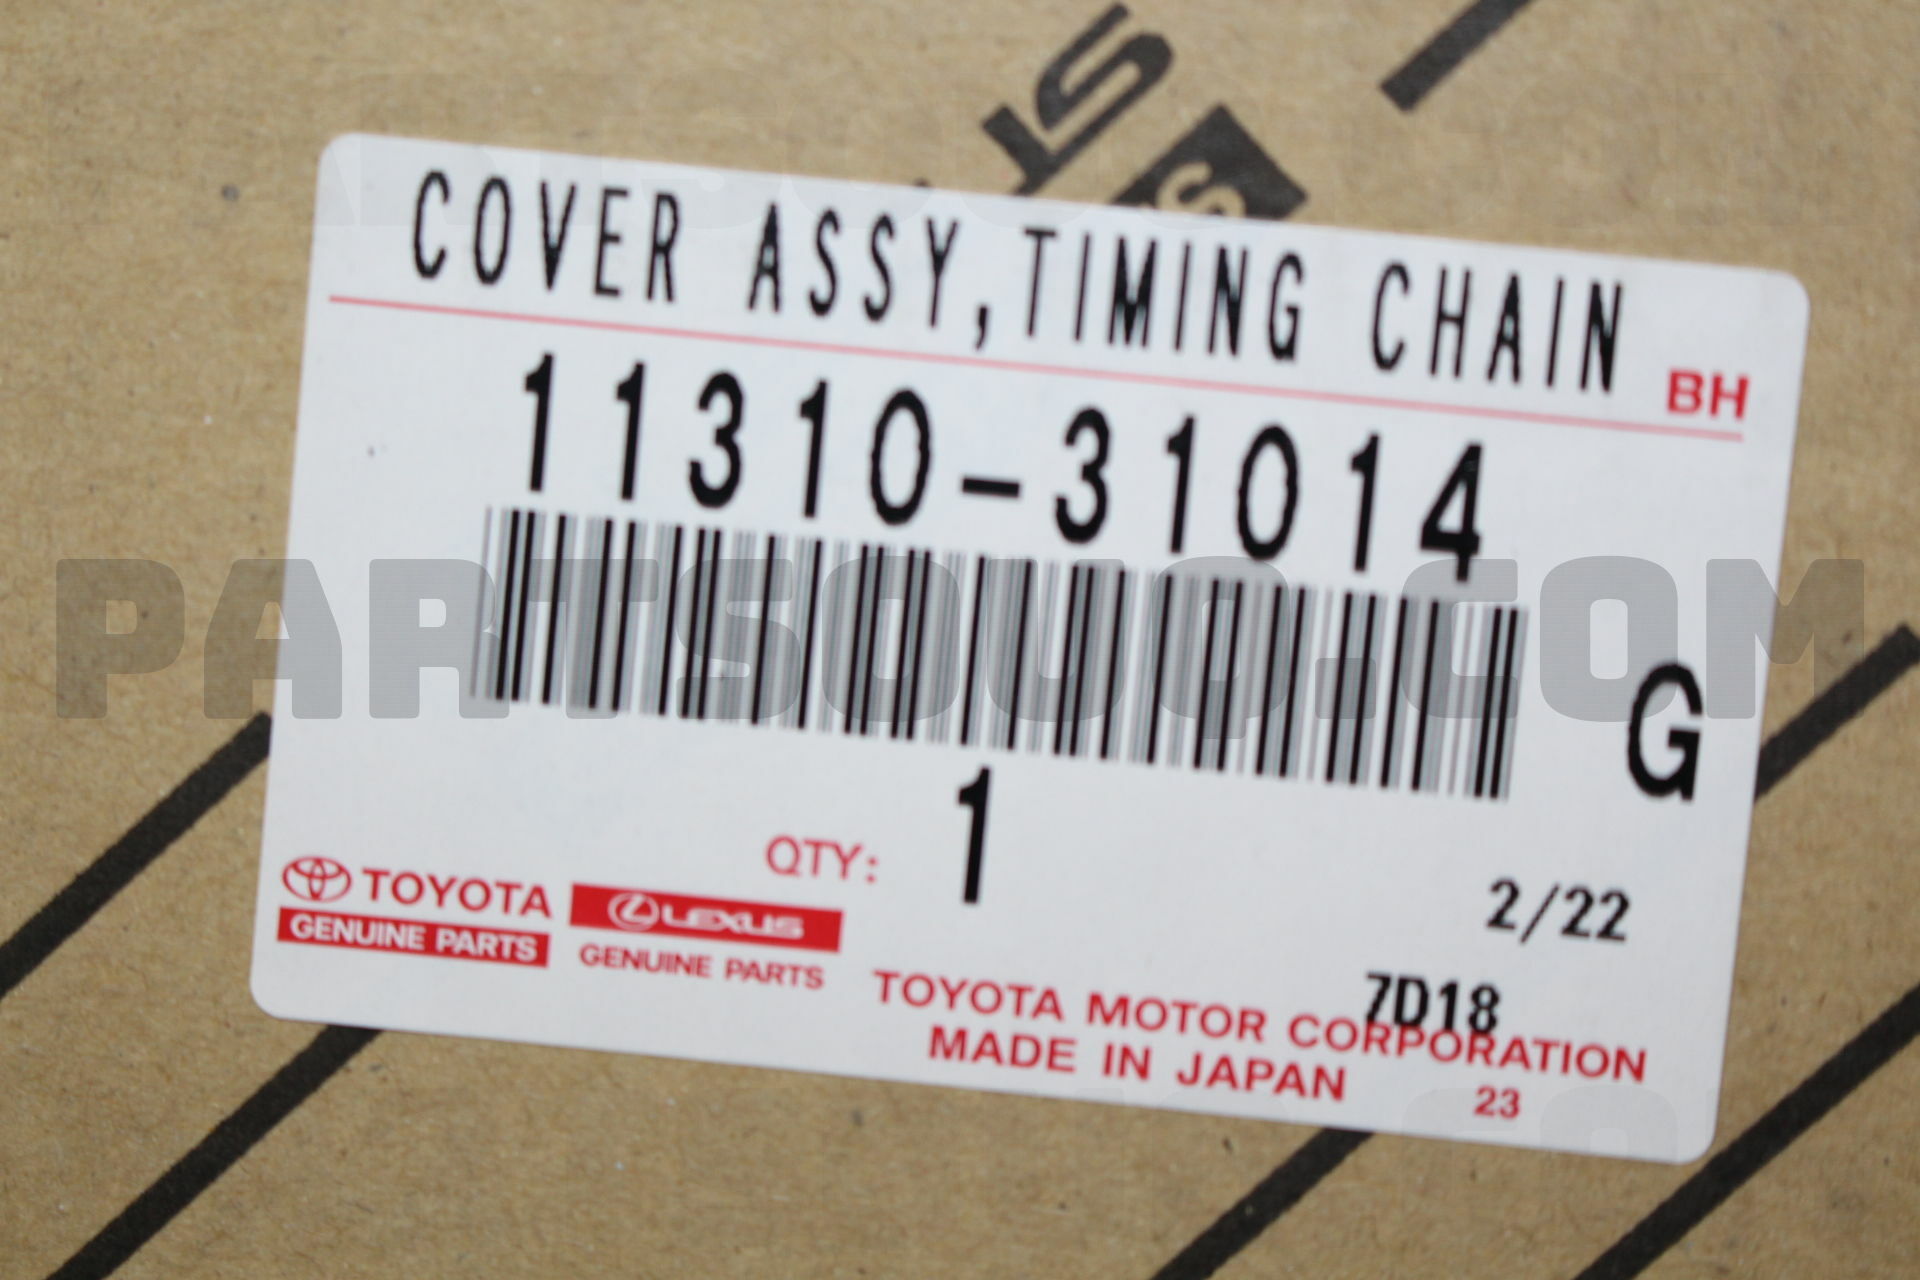 COVER ASSY,TIMING CHAIN
BH
11310-31014
PARTSOUQ.COM
G
QTY: 1
2/22
TOYOTA
GENUINE PARTS
LEXUS
GENUINE PARTS
7D18
TOYOTA MOTOR CORPORATION
MADE IN JAPAN
23